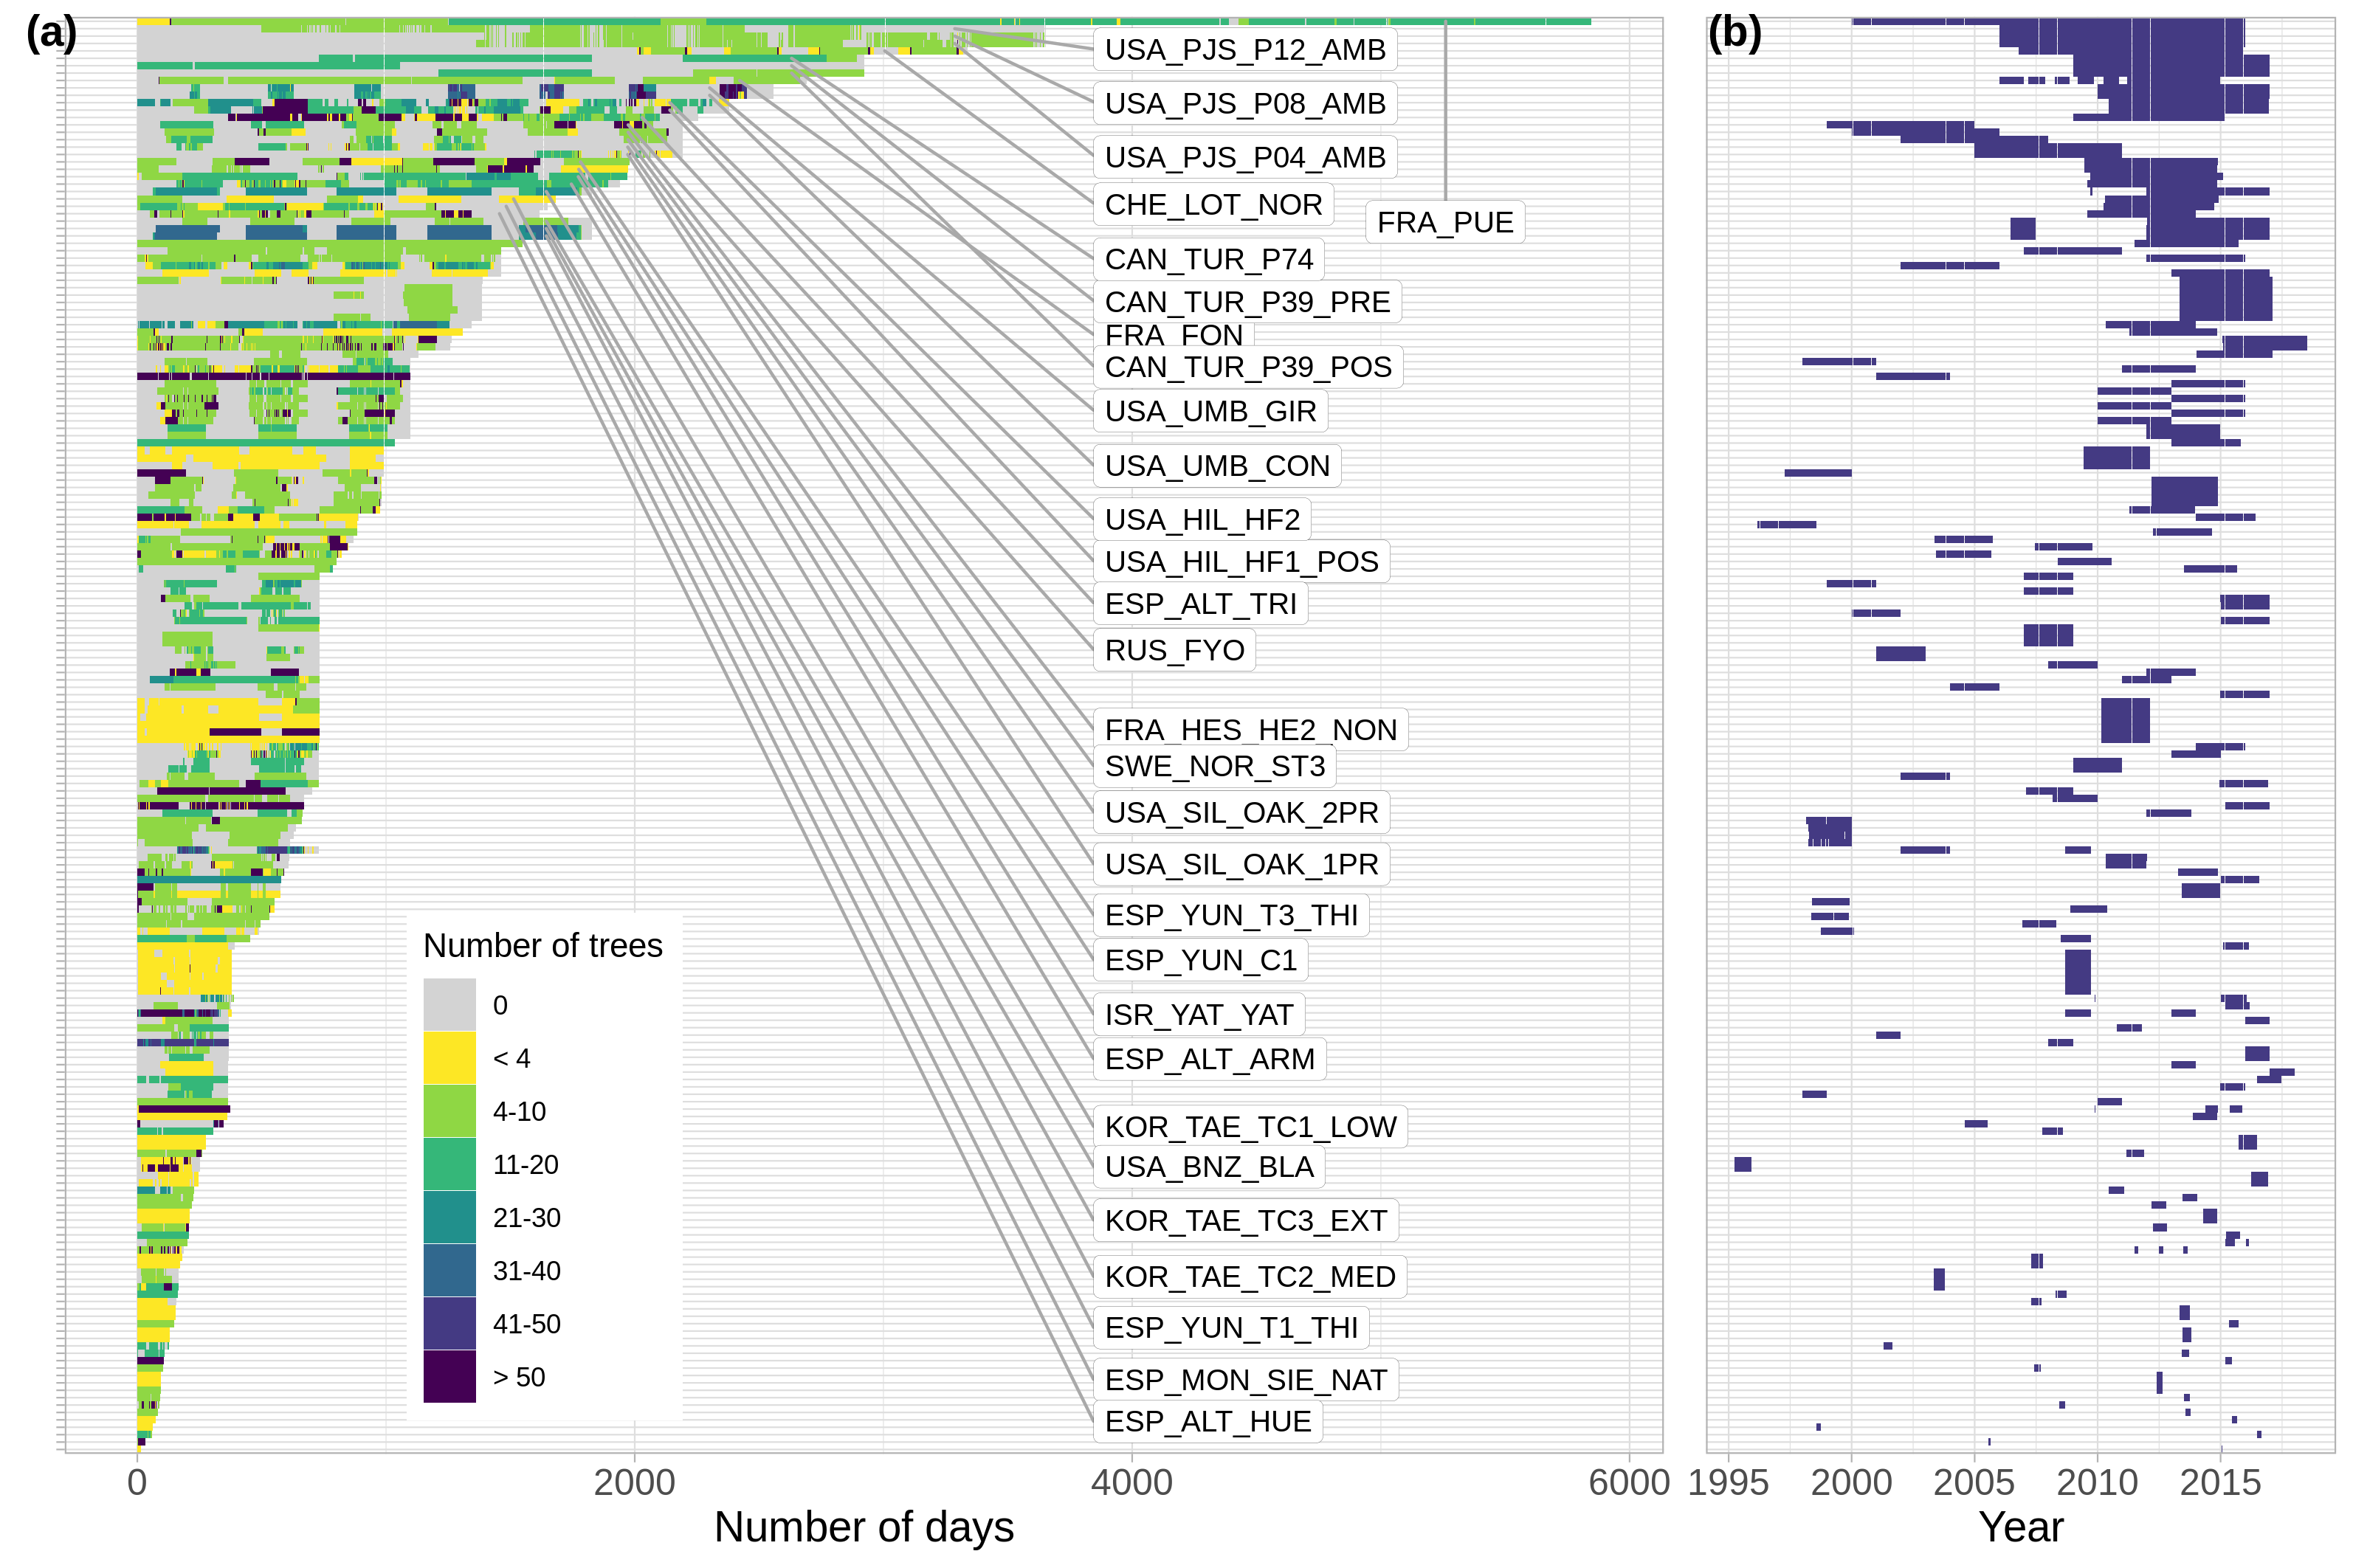 (a)
(b)
USA_PJS_P12_AMB
USA_PJS_P08_AMB
USA_PJS_P04_AMB
CHE_LOT_NOR
FRA_PUE
CAN_TUR_P74
CAN_TUR_P39_PRE
FRA_FON
CAN_TUR_P39_POS
USA_UMB_GIR
USA_UMB_CON
USA_HIL_HF2
USA_HIL_HF1_POS
ESP_ALT_TRI
RUS_FYO
FRA_HES_HE2_NON
SWE_NOR_ST3
USA_SIL_OAK_2PR
USA_SIL_OAK_1PR
ESP_YUN_T3_THI
ESP_YUN_C1
ISR_YAT_YAT
ESP_ALT_ARM
KOR_TAE_TC1_LOW
USA_BNZ_BLA
KOR_TAE_TC3_EXT
KOR_TAE_TC2_MED
ESP_YUN_T1_THI
ESP_MON_SIE_NAT
ESP_ALT_HUE
Number of trees
0
< 4
4-10
11-20
21-30
31-40
41-50
> 50
0 2000 4000 6000
Number of days
1995 2000 2005 2010 2015
Year